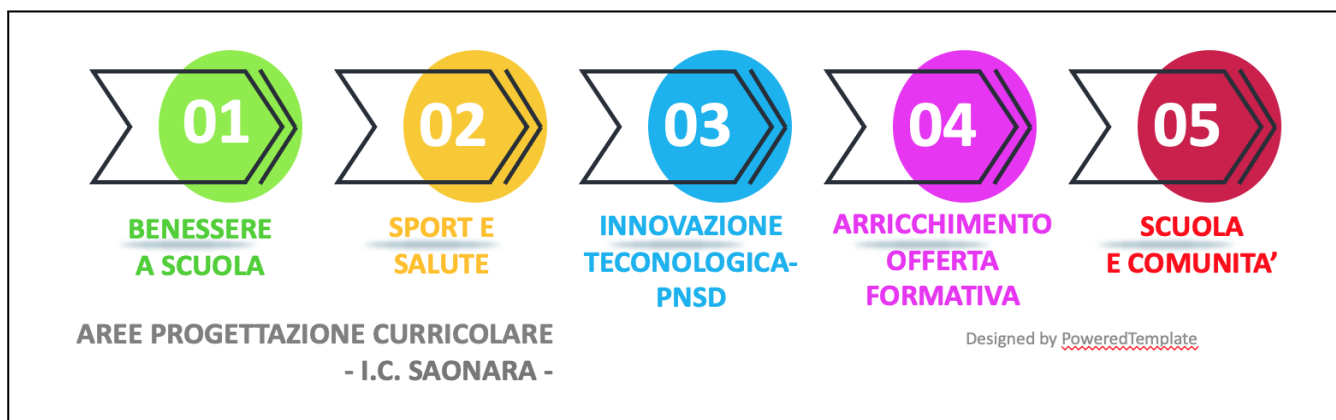 01
BENESSERE
A SCUOLA
02
SPORT E
SALUTE
03
INNOVAZIONE
TECONOLOGICA-
PNSD
04
ARRICCHIMENTO
OFFERTA
FORMATIVA
05
SCUOLA
E COMUNITA’
AREE PROGETTAZIONE CURRICOLARE
- I.C. SAONARA -
Designed by PoweredTemplate